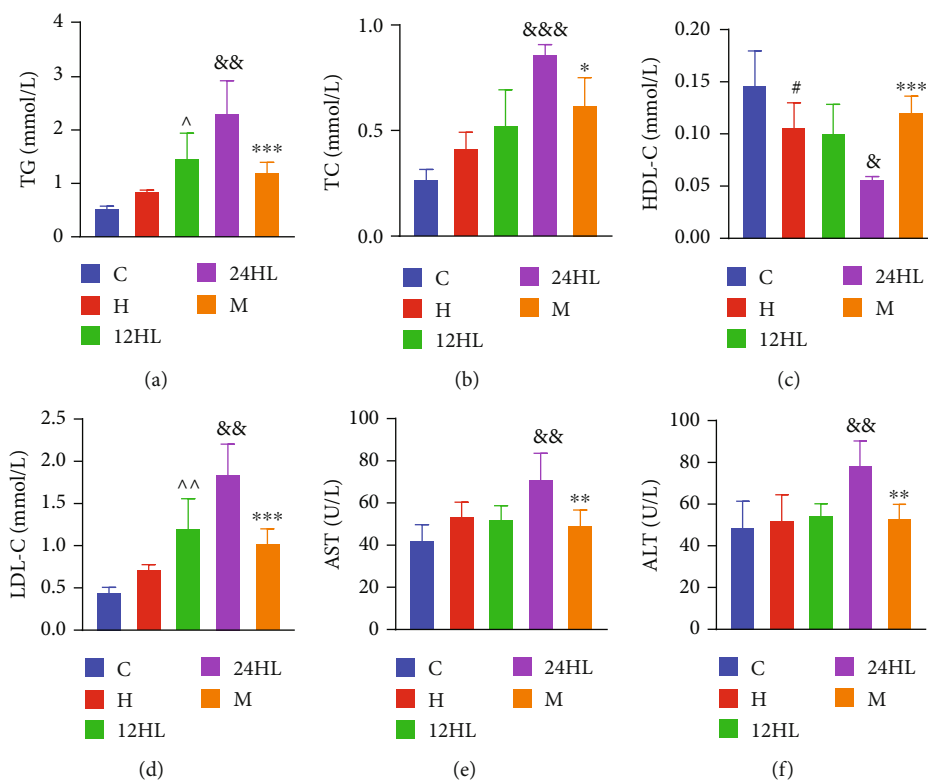 TG (mmol/L)
4
3
2
1
0
^
&&
***
C
H
12HL
24HL
M
(a)
TC (mmol/L)
1.0
0.5
0.0
&&&
*
C
H
12HL
24HL
M
(b)
HDL-C (mmol/L)
0.20
0.15
0.10
0.05
0.00
#
&
***
C
H
12HL
24HL
M
(c)
LDL-C (mmol/L)
2.5
2.0
1.5
1.0
0.5
0.0
^^
&&
***
C
H
12HL
24HL
M
(d)
AST (U/L)
100
80
60
40
20
0
&&
**
C
H
12HL
24HL
M
(e)
ALT (U/L)
100
80
60
40
20
0
&&
**
C
H
12HL
24HL
M
(f)